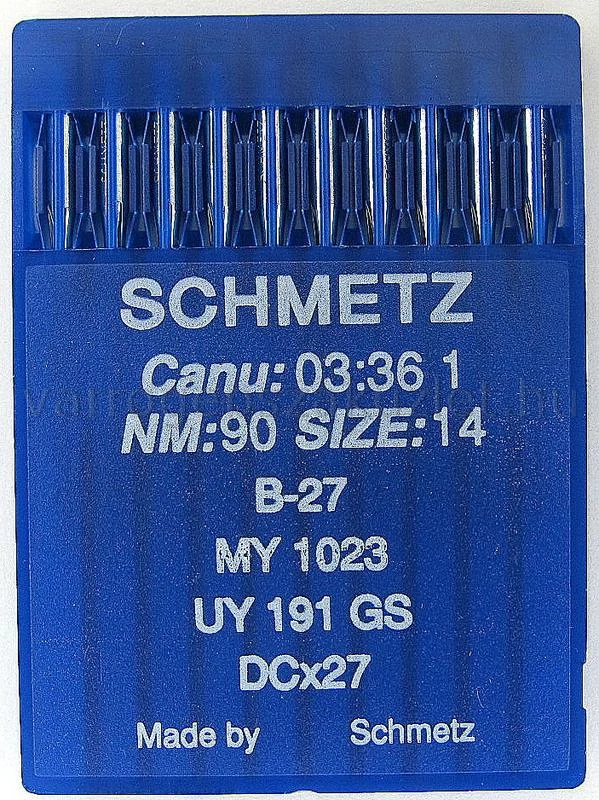 SCHMETZ
Canu: 03:36 1
NM:90 SIZE:14
B-27
MY 1023
UY 191 GS
DCx27
Made by Schmetz